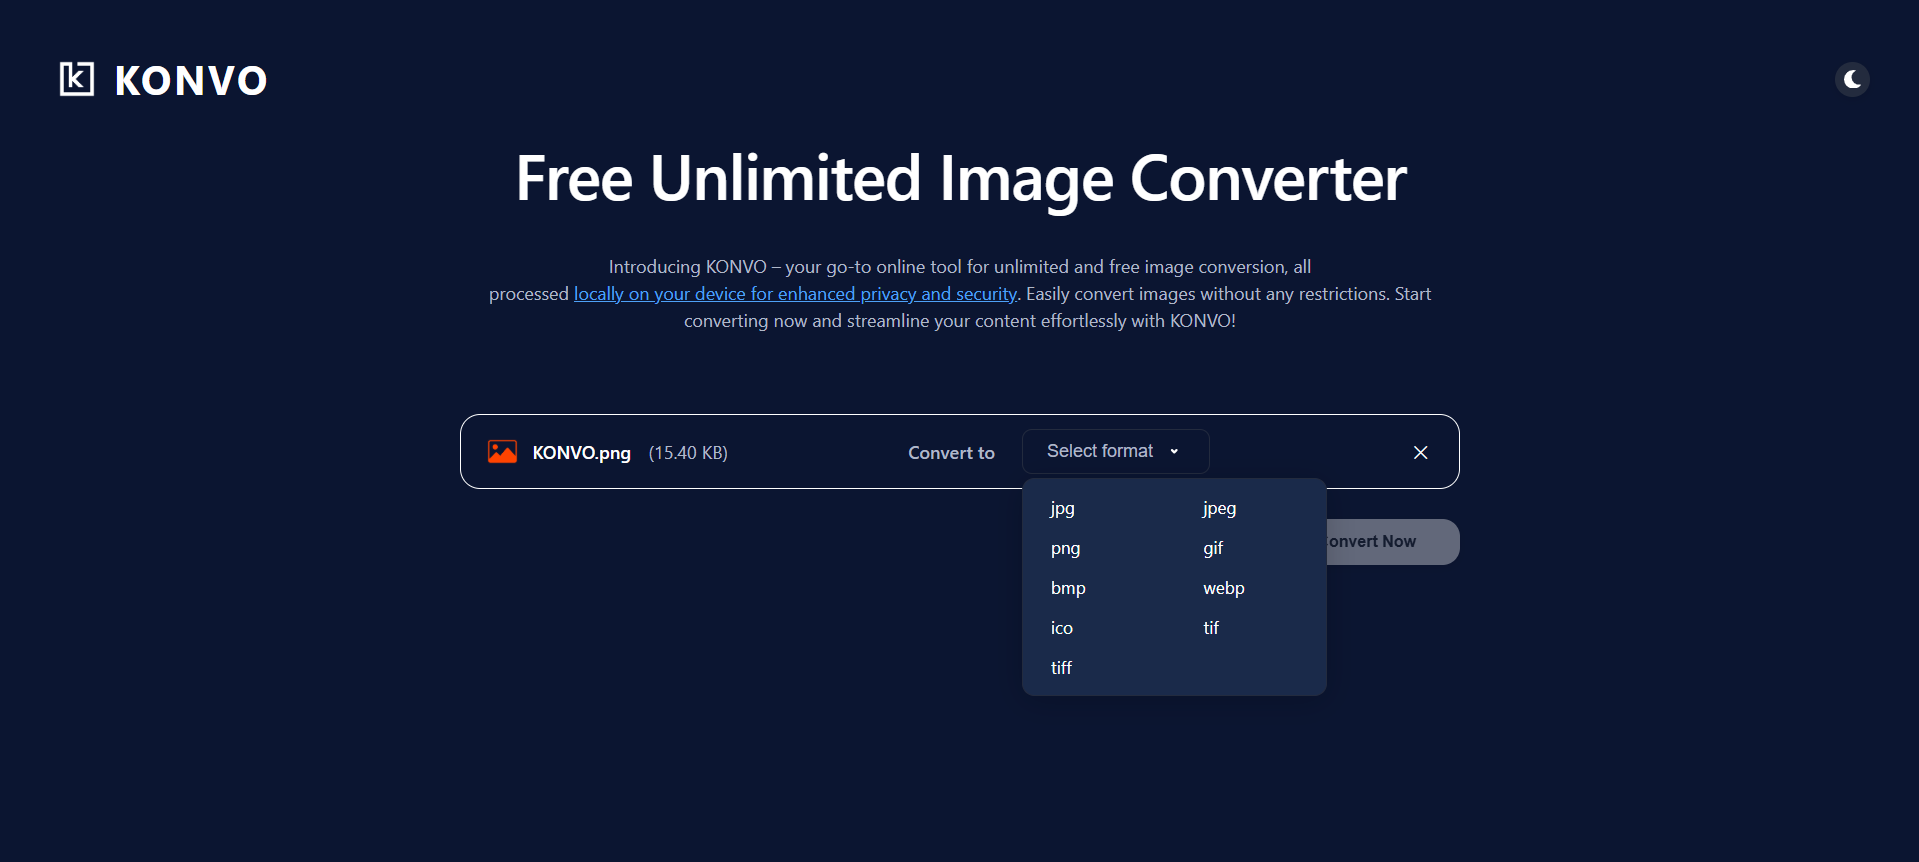 K KONVO
Free Unlimited Image Converter
Introducing KONVO – your go-to online tool for unlimited and free image conversion, all
processed locally on your device for enhanced privacy and security. Easily convert images without any restrictions. Start
converting now and streamline your content effortlessly with KONVO!
KONVO.png (15.40 KB) Convert to Select format
jpg jpeg
onvert Now
png gif
bmp webp
ico tif
tiff